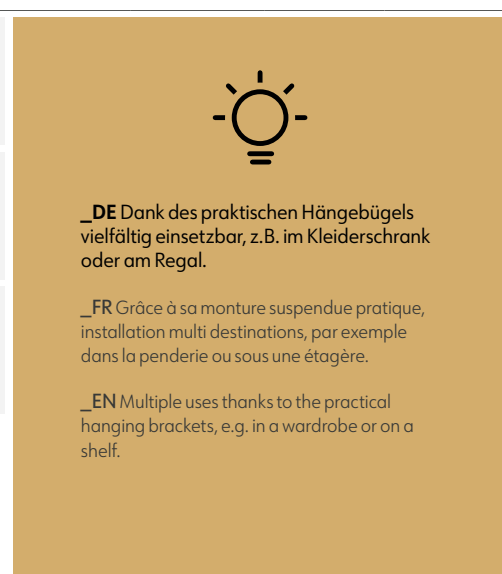 _DE Dank des praktischen Hängebügels
vielfältig einsetzbar, z.B. im Kleiderschrank
oder am Regal.
_FR Grâce à sa monture suspendue pratique,
installation multi destinations, par exemple
dans la penderie ou sous une étagère.
_EN Multiple uses thanks to the practical
hanging brackets, e.g. in a wardrobe or on a
shelf.